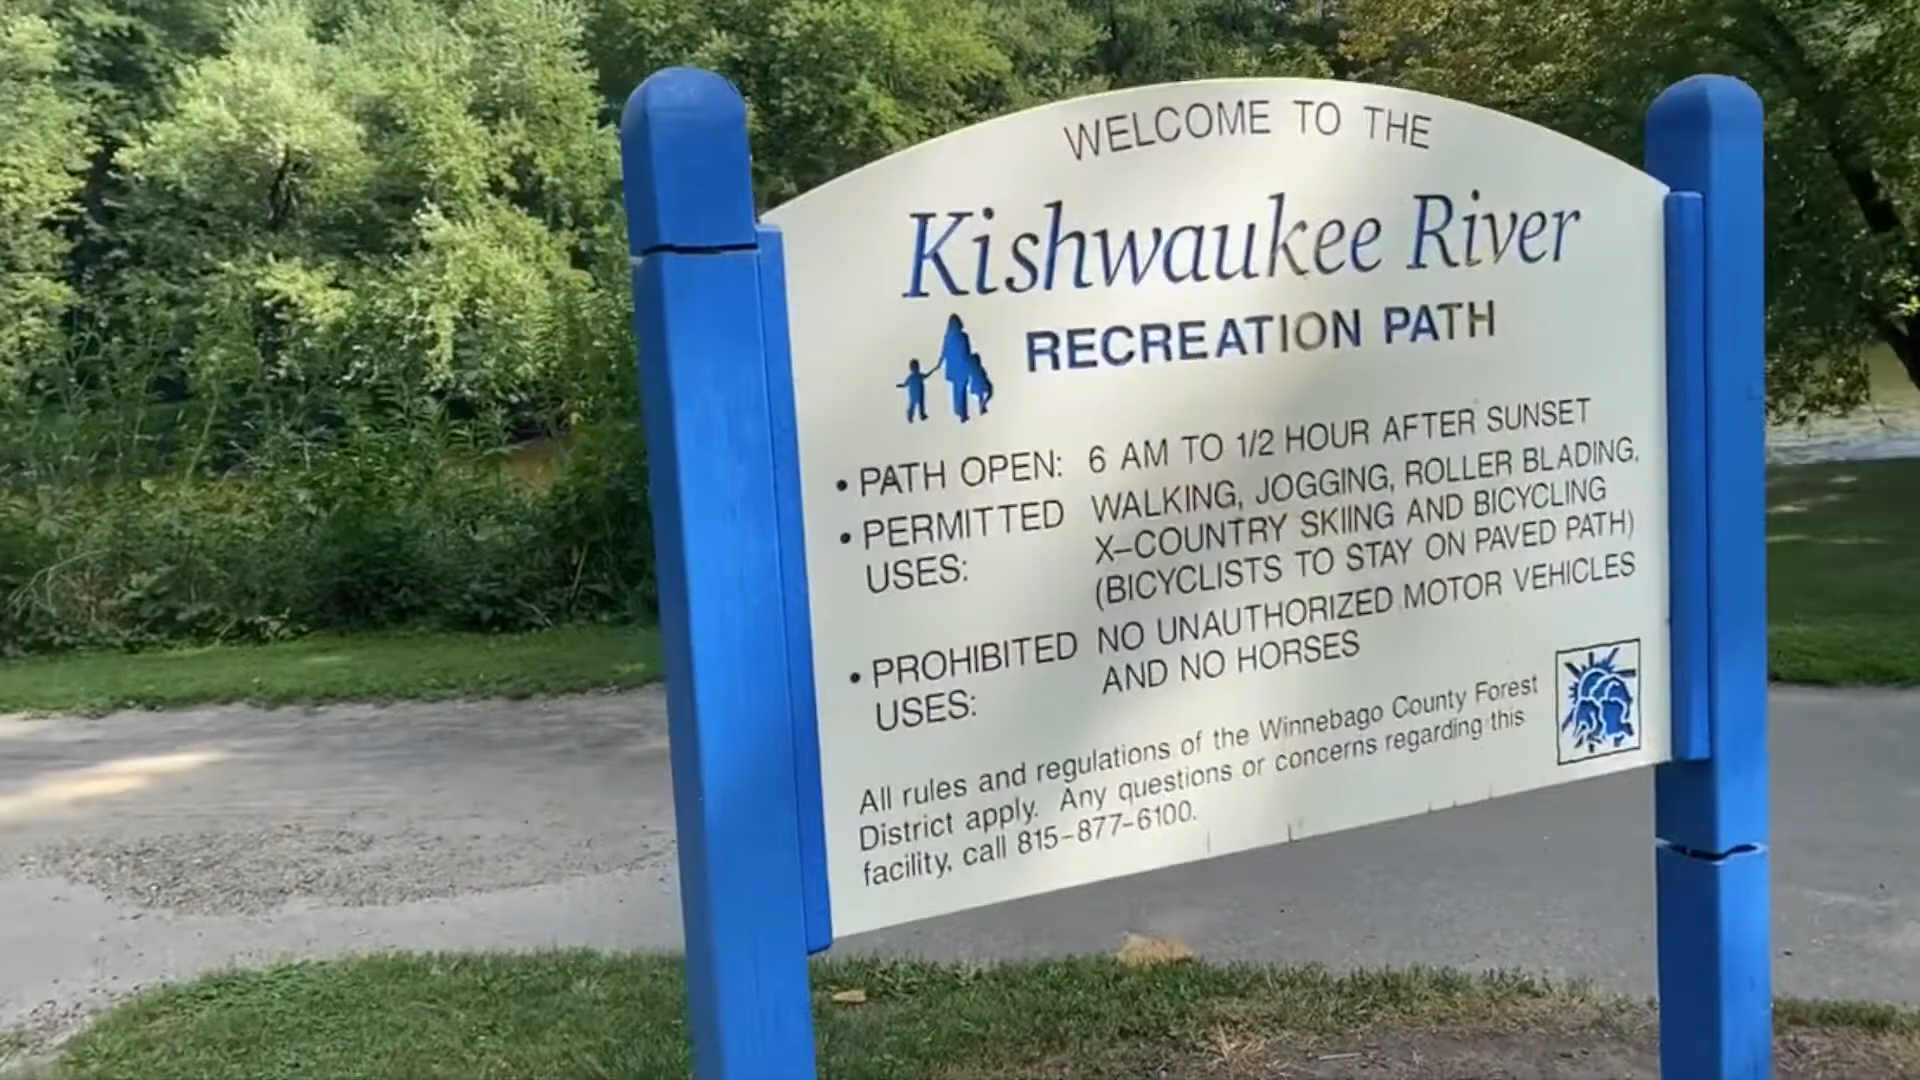 WELCOME TO THE
Kishwaukee River
RECREATION PATH
• PATH OPEN: 6 AM TO 1/2 HOUR AFTER SUNSET
• PERMITTED USES: WALKING, JOGGING, ROLLER BLADING,
X–COUNTRY SKIING AND BICYCLING
(BICYCLISTS TO STAY ON PAVED PATH)
• PROHIBITED USES: NO UNAUTHORIZED MOTOR VEHICLES
AND NO HORSES
All rules and regulations of the Winnebago County Forest
District apply. Any questions or concerns regarding this
facility, call 815–877–6100.